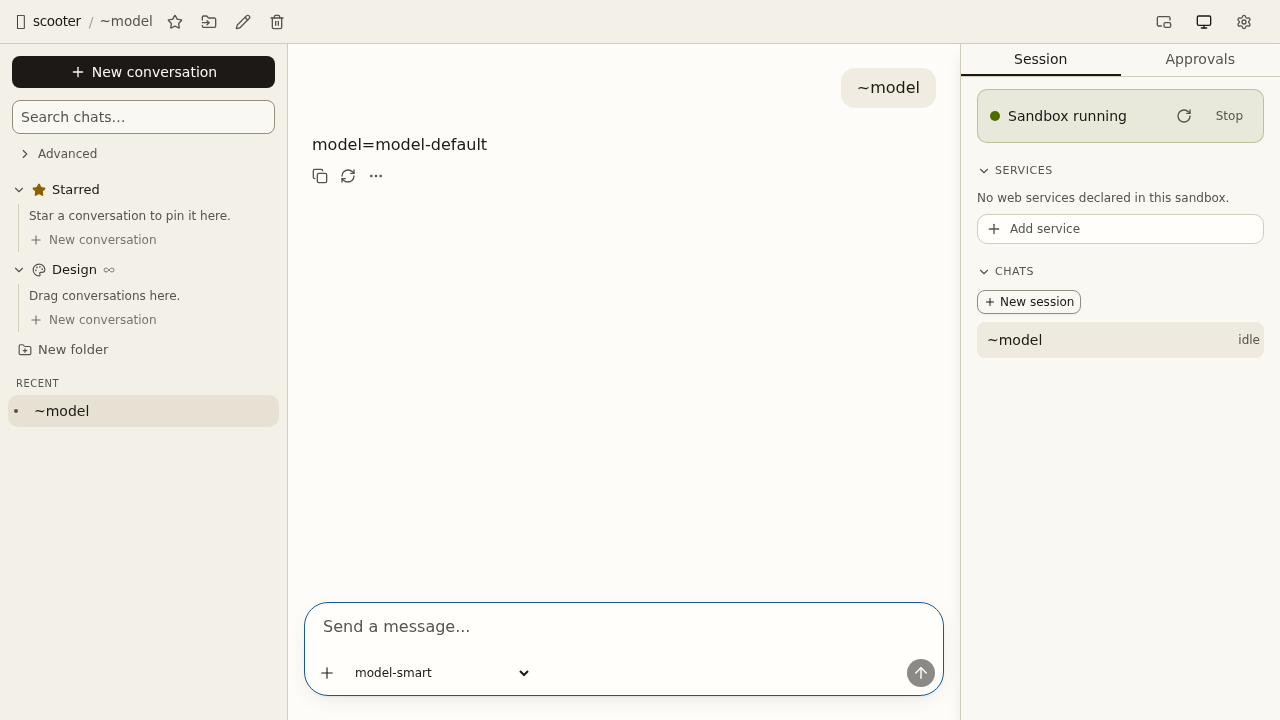 scooter / ~model
New conversation
Search chats...
Advanced
Starred
Star a conversation to pin it here.
New conversation
Design
Drag conversations here.
New conversation
New folder
RECENT
~model
~model
model=model-default
Send a message...
model-smart
Session
Approvals
Sandbox running
Stop
SERVICES
No web services declared in this sandbox.
Add service
CHATS
New session
~model
idle